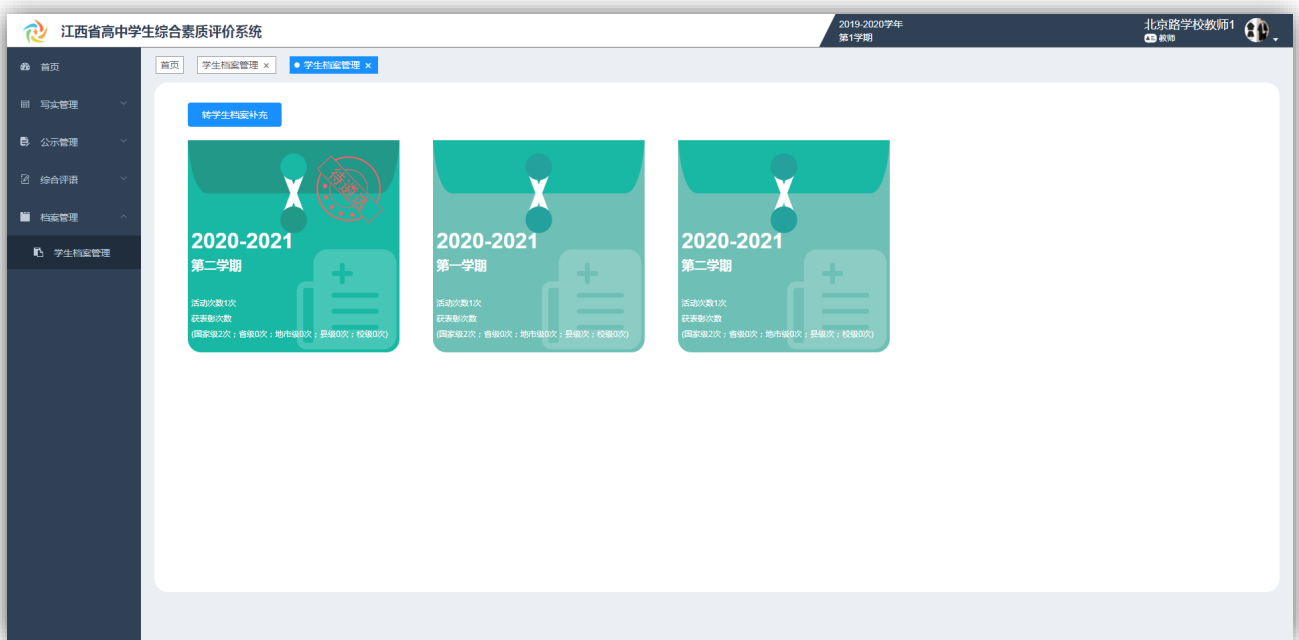 江西省高中学生综合素质评价系统
2019-2020学年
第1学期
北京路学校教师1
教师
首页
写实管理
公示管理
综合评语
档案管理
学生档案管理
首页
学生档案管理 ×
学生档案管理 ×
转学生档案补充
2020-2021
第二学期
活动次数1次
获表彰次数
(国家级2次；省级0次；地市级0次；县级0次；校级0次)
2020-2021
第一学期
活动次数1次
获表彰次数
(国家级2次；省级0次；地市级0次；县级0次；校级0次)
2020-2021
第二学期
活动次数1次
获表彰次数
(国家级2次；省级0次；地市级0次；县级0次；校级0次)